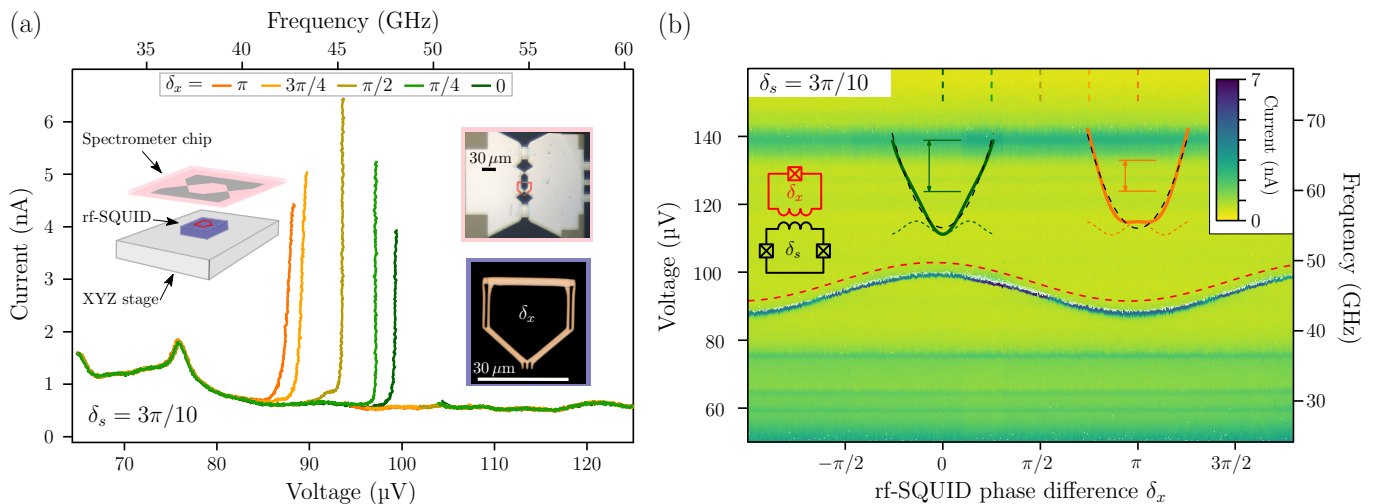 (a)
Frequency (GHz)
35 40 45 50 55 60
δx = π 3π/4 π/2 π/4 0
Spectrometer chip
rf-SQUID
XYZ stage
30 μm
δx
30 μm
δs = 3π/10
Current (nA)
7
6
5
4
3
2
1
0
70 80 90 100 110 120
Voltage (µV)
(b)
δs = 3π/10
7
0
Current (nA)
δx
δs
Voltage (µV)
140
120
100
80
60
70
60
50
40
30
Frequency
(GHz)
−π/2 0 π/2 π 3π/2
rf-SQUID phase difference δx